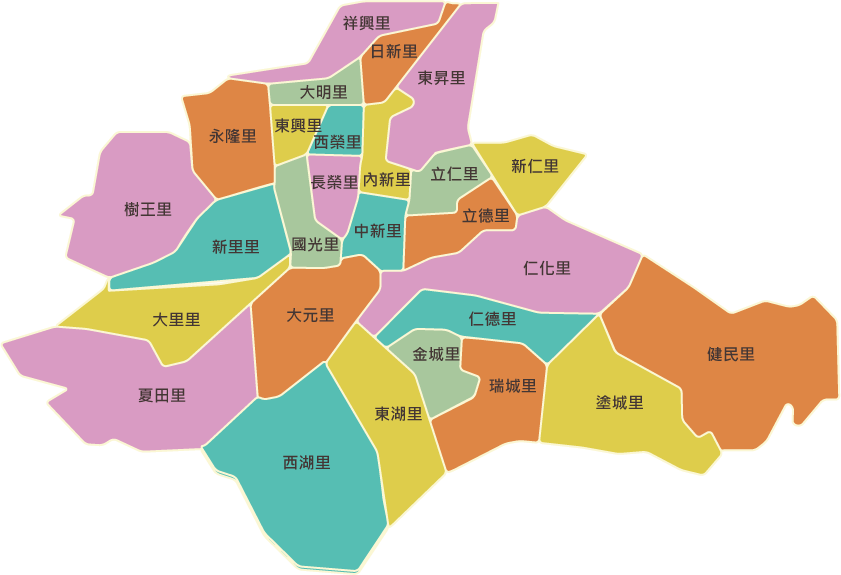 祥興里
日新里
東昇里
大明里
東興里
永隆里
西榮里
新仁里
立仁里
內新里
長榮里
樹王里
立德里
中新里
國光里
新里里
仁化里
大元里
大里里
仁德里
金城里
健民里
瑞城里
夏田里
塗城里
東湖里
西湖里